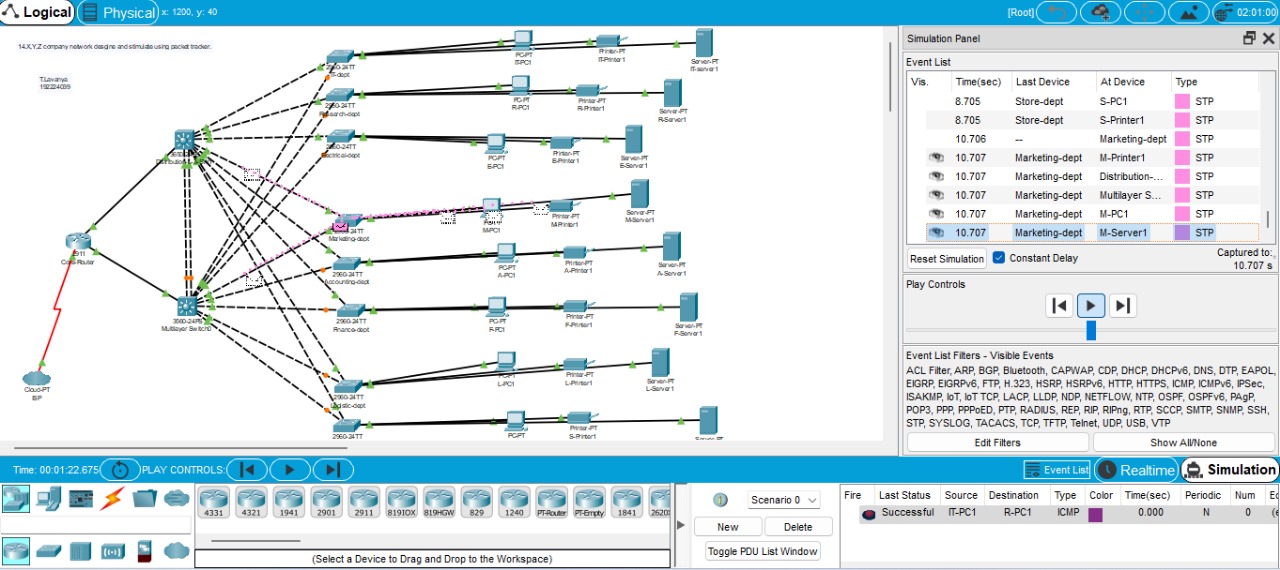 Logical
Physical
x: 1200, y: 40
[Root]
02:01:00
14.X,Y,Z company network desgine and stimulate using packet tracker.
T.Lavanya
192224039
2960-24TT
IT-dept
PC-PT
IT-PC1
Printer-PT
IT-Printer1
Server-PT
IT-server1
2960-24TT
PC-PT
R-PC1
Printer-PT
R-Printer1
Server-PT
R-Server1
2960-24TT
Electrical-dept
PC-PT
E-PC1
Printer-PT
E-Printer1
Server-PT
E-Server1
24TT
Marketing-dept
M-PC1
Printer-PT
M-Printer1
Server-PT
M-Server1
2960-24TT
Accounting-dept
PC-PT
A-PC1
Printer-PT
A-Printer1
Server-PT
A-Server1
2960-24TT
Finance-dept
PC-PT
F-PC1
Printer-PT
F-Printer1
Server-PT
F-Server1
2960-24TT
PC-PT
L-PC1
Printer-PT
L-Printer1
Server-PT
L-Server1
2960-24TT
PC-PT
Printer-PT
S-Printer1
Server-PT
2911
3560-24PS
Multilayer Switch0
Cloud-PT
ISP
Simulation Panel
Event List
Vis. Time(sec) Last Device At Device Type
8.705 Store-dept S-PC1 STP
8.705 Store-dept S-Printer1 STP
10.706 -- Marketing-dept STP
10.707 Marketing-dept M-Printer1 STP
10.707 Marketing-dept Distribution-... STP
10.707 Marketing-dept Multilayer S... STP
10.707 Marketing-dept M-PC1 STP
10.707 Marketing-dept M-Server1 STP
Reset Simulation
Constant Delay
Captured to:
10.707 s
Play Controls
Event List Filters - Visible Events
ACL Filter, ARP, BGP, Bluetooth, CAPWAP, CDP, DHCP, DHCPv6, DNS, DTP, EAPOL,
EIGRP, EIGRPv6, FTP, H.323, HSRP, HSRPv6, HTTP, HTTPS, ICMP, ICMPv6, IPSec,
ISAKMP, IoT, IoT TCP, LACP, LLDP, NDP, NETFLOW, NTP, OSPF, OSPFv6, PAgP,
POP3, PPP, PPPoED, PTP, RADIUS, REP, RIP, RIPng, RTP, SCCP, SMTP, SNMP, SSH,
STP, SYSLOG, TACACS, TCP, TFTP, Telnet, UDP, USB, VTP
Edit Filters
Show All/None
Time: 00:01:22.675
PLAY CONTROLS:
Event List
Realtime
Simulation
4331 4321 1941 2901 2911 819IOX 819HGW 829 1240 PT-Router PT-Empty 1841 2620
(Select a Device to Drag and Drop to the Workspace)
Scenario 0
New
Delete
Toggle PDU List Window
Fire Last Status Source Destination Type Color Time(sec) Periodic Num
Successful IT-PC1 R-PC1 ICMP 0.000 N 0